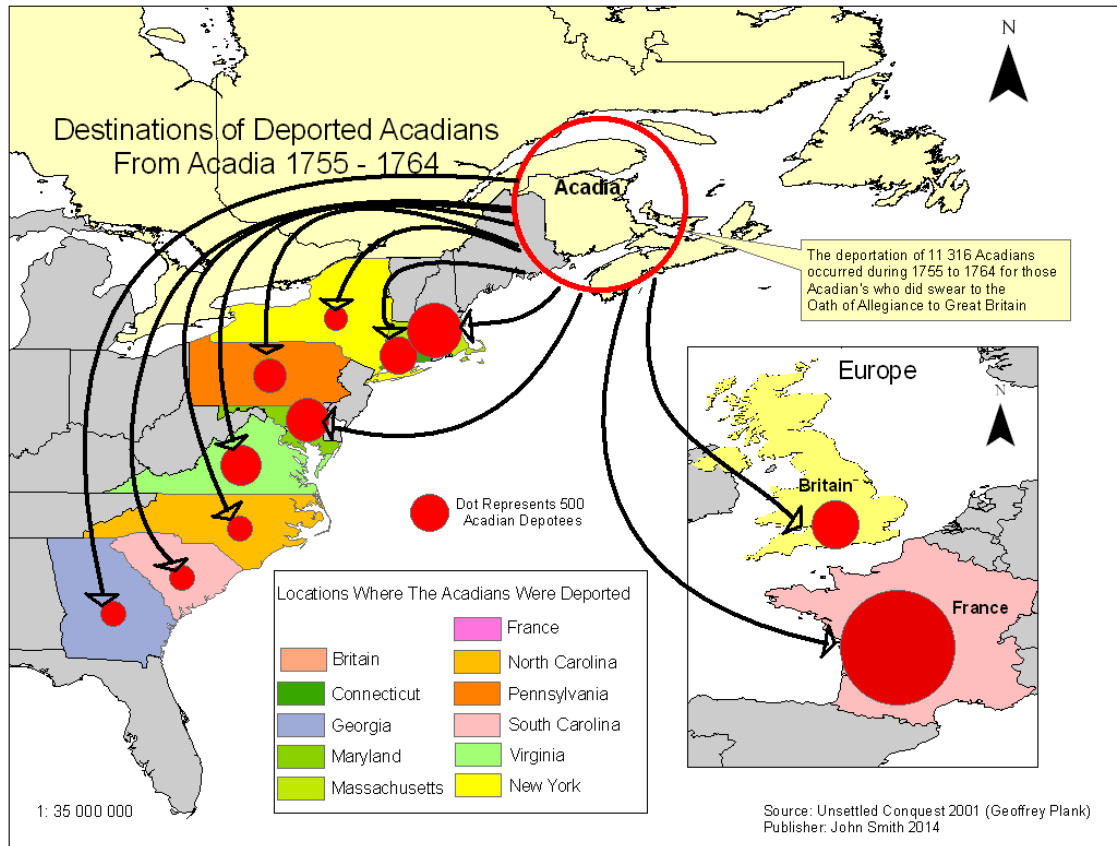 N
Destinations of Deported Acadians
From Acadia 1755 - 1764
Acadia
The deportation of 11 316 Acadians
occurred during 1755 to 1764 for those
Acadian's who did swear to the
Oath of Allegiance to Great Britain
Europe
N
Britain
France
Dot Represents 500
Acadian Depotees
Locations Where The Acadians Were Deported
France
Britain
North Carolina
Connecticut
Pennsylvania
Georgia
South Carolina
Maryland
Virginia
Massachusetts
New York
1: 35 000 000
Source: Unsettled Conquest 2001 (Geoffrey Plank)
Publisher: John Smith 2014